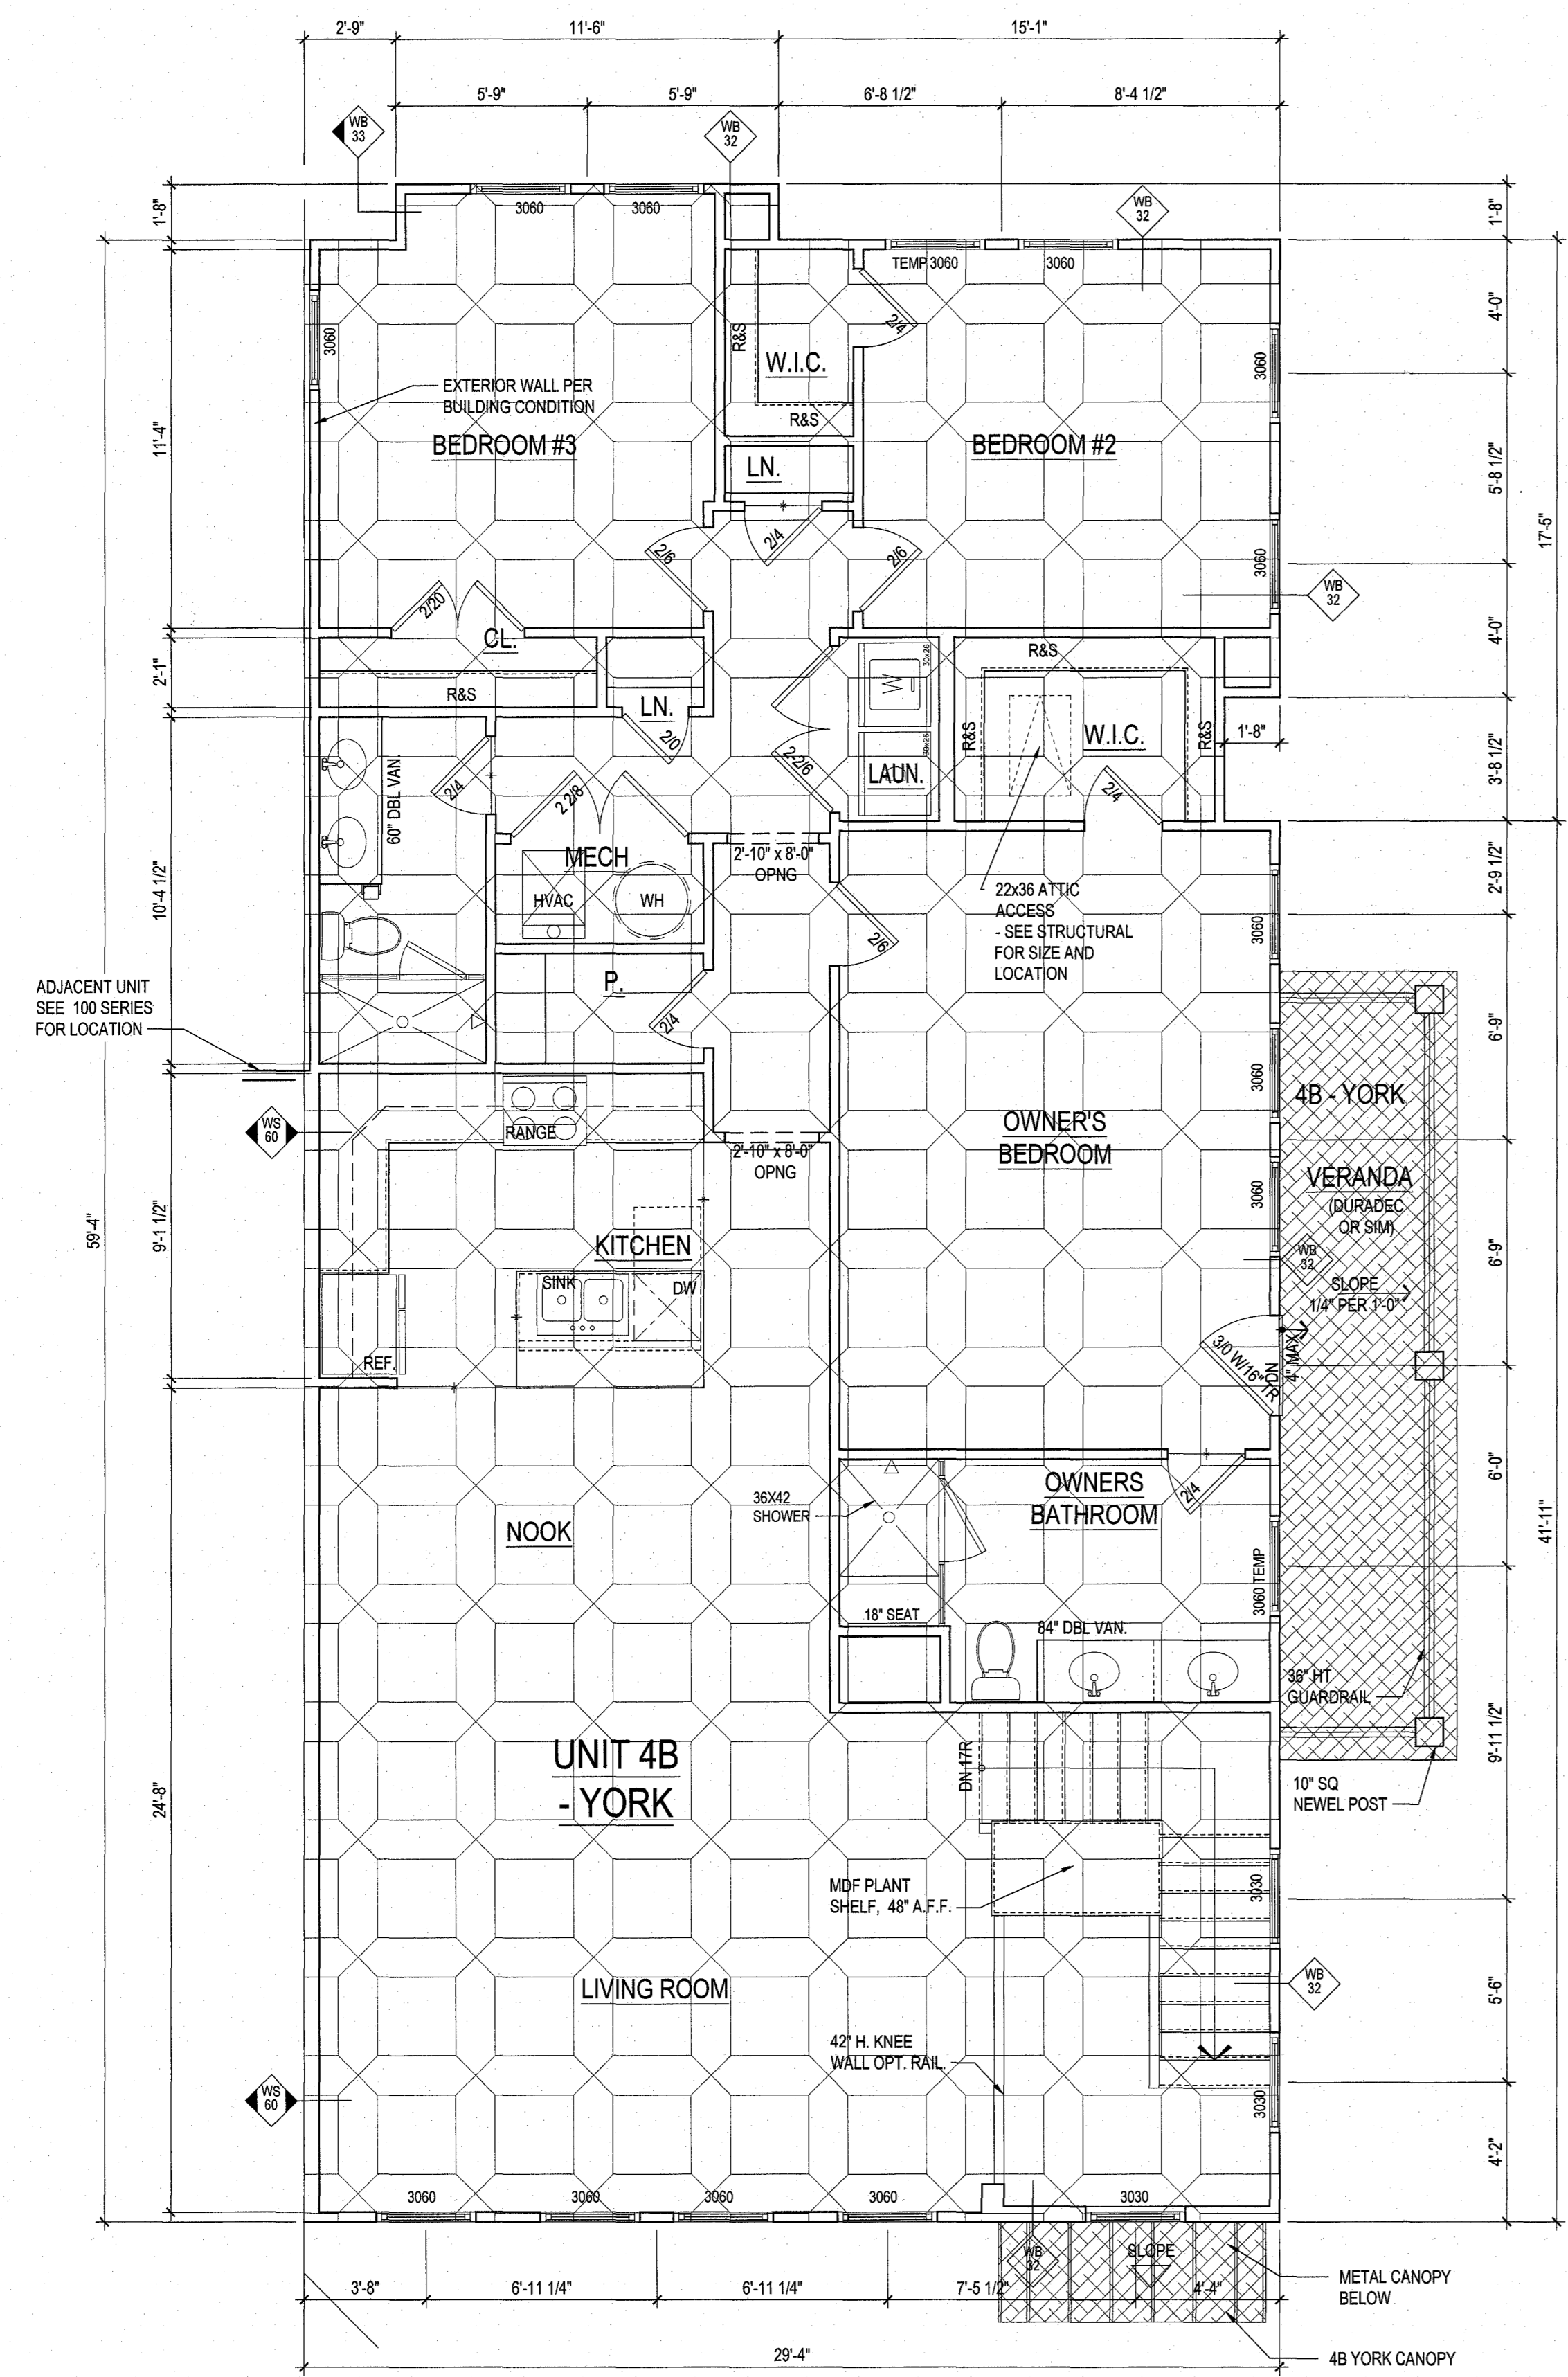 2'-9"
11'-6"
15'-1"
5'-9"
5'-9"
6'-8 1/2"
8'-4 1/2"
WB
33
WB
32
WB
32
1'-8"
1'-8"
3060
3060
TEMP 3060
3060
3060
3060
4'-0"
2/4
R&S
W.I.C.
R&S
EXTERIOR WALL PER
BUILDING CONDITION
BEDROOM #3
BEDROOM #2
LN.
11'-4"
5'-8 1/2"
17'-5"
2/6
2/4
2/6
3060
WB
32
2/20
CL.
R&S
2'-1"
4'-0"
LN.
2/0
30x26
W
R&S
R&S
R&S
W.I.C.
1'-8"
30x26
LAUN.
2-2/6
2/4
3'-8 1/2"
60" DBL VAN.
2/4
2 2/8
MECH
HVAC
WH
2'-10" x 8'-0"
OPNG
22x36 ATTIC
ACCESS
- SEE STRUCTURAL
FOR SIZE AND
LOCATION
2'-9 1/2"
10'-4 1/2"
2/6
3060
P.
2/4
ADJACENT UNIT
SEE 100 SERIES
FOR LOCATION
6'-9"
3060
4B - YORK
WS
60
RANGE
2'-10" x 8'-0"
OPNG
OWNER'S
BEDROOM
3060
VERANDA
(DURADEC
OR SIM)
59'-4"
9'-1 1/2"
KITCHEN
WB
32
6'-9"
SINK
DW
SLOPE
1/4" PER 1'-0"
REF.
3/0 W/16" TR
DN
4" MAX
6'-0"
OWNERS
BATHROOM
2/4
36X42
SHOWER
NOOK
41'-11"
3060 TEMP
18" SEAT
84" DBL VAN.
36" HT
GUARDRAIL
9'-11 1/2"
UNIT 4B
- YORK
DN 17R
10" SQ
NEWEL POST
24'-8"
MDF PLANT
SHELF, 48" A.F.F.
3030
LIVING ROOM
WB
32
5'-6"
42" H. KNEE
WALL OPT. RAIL.
WS
60
3030
4'-2"
3060
3060
3060
3060
3030
WB
32
SLOPE
METAL CANOPY
BELOW
3'-8"
6'-11 1/4"
6'-11 1/4"
7'-5 1/2"
4'-4"
29'-4"
4B YORK CANOPY